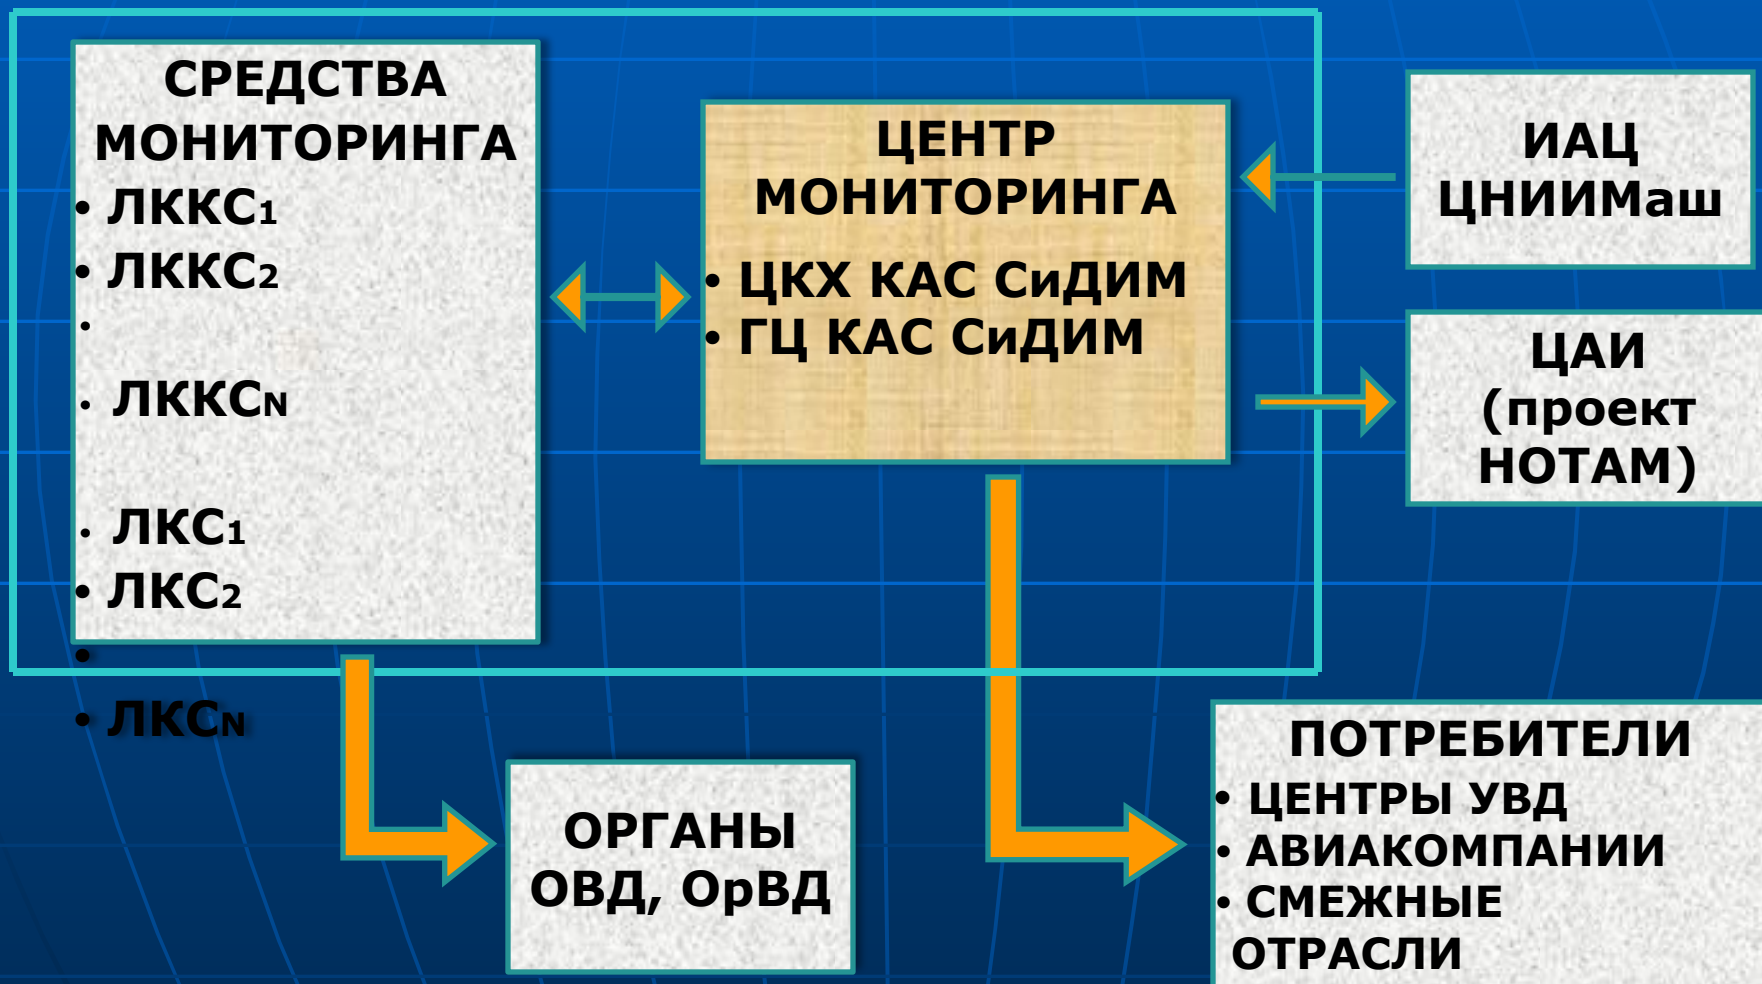 СРЕДСТВА
МОНИТОРИНГА
• ЛККС1
• ЛККС2
•
• ЛККСN
• ЛКС1
• ЛКС2
•
• ЛКСN
ЦЕНТР
МОНИТОРИНГА
• ЦКХ КАС СиДИМ
• ГЦ КАС СиДИМ
ИАЦ
ЦНИИМаш
ЦАИ
(проект
НОТАМ)
ОРГАНЫ
ОВД, ОрВД
ПОТРЕБИТЕЛИ
• ЦЕНТРЫ УВД
• АВИАКОМПАНИИ
• СМЕЖНЫЕ
ОТРАСЛИ